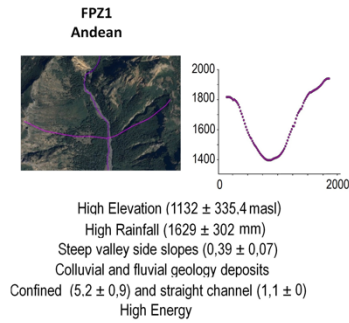 FPZ1
Andean
2000
1800
1600
1400
0
2000
High Elevation (1132 ± 335.4 masl)
High Rainfall (1629 ± 302 mm)
Steep valley side slopes (0,39 ± 0,07)
Colluvial and fluvial geology deposits
Confined (5,2 ± 0,9) and straight channel (1,1 ± 0)
High Energy